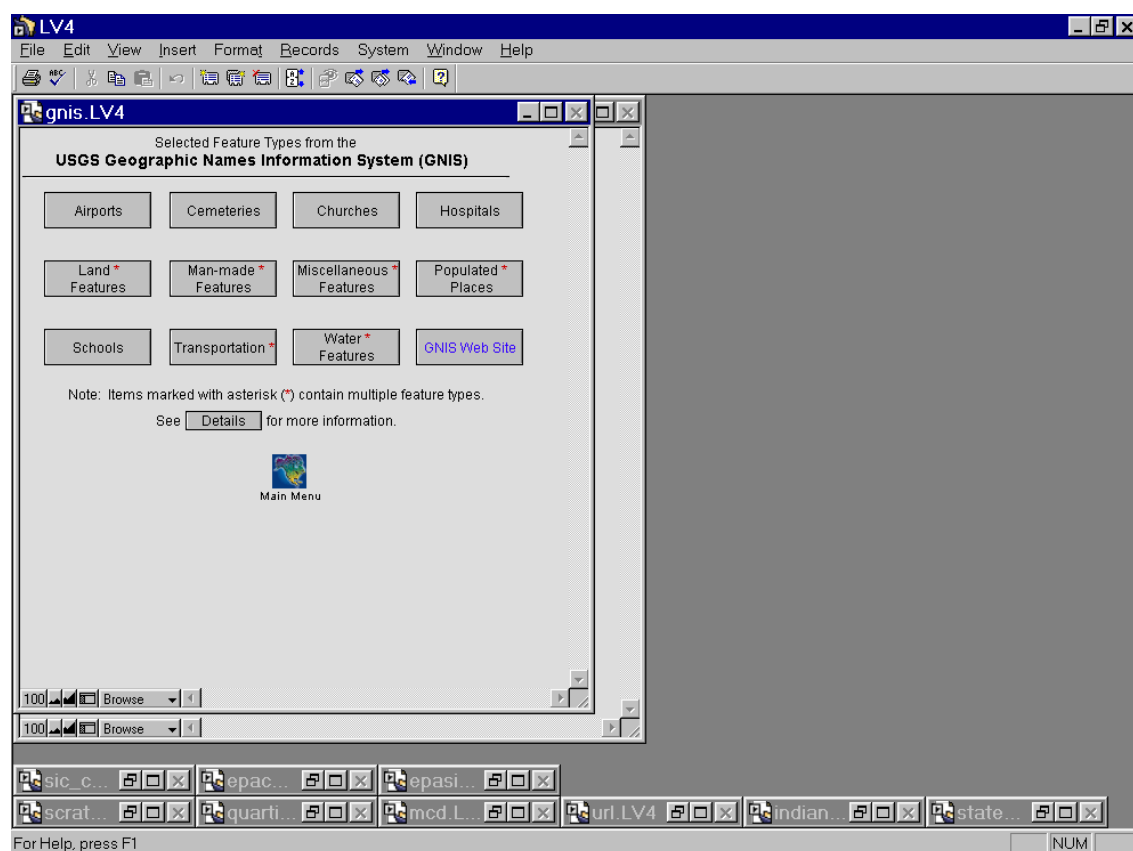 LV4
File Edit View Insert Format Records System Window Help
gnis.LV4
Selected Feature Types from the
USGS Geographic Names Information System (GNIS)
Airports Cemeteries Churches Hospitals
Land * Man-made * Miscellaneous * Populated *
Features Features Features Places
Schools Transportation * Water * GNIS Web Site
Features
Note: Items marked with asterisk (*) contain multiple feature types.
See Details for more information.
Main Menu
100 Browse
100 Browse
sic_c... epac... epasi...
scrat... quarti... mcd.L... url.LV4 indian... state...
For Help, press F1 NUM